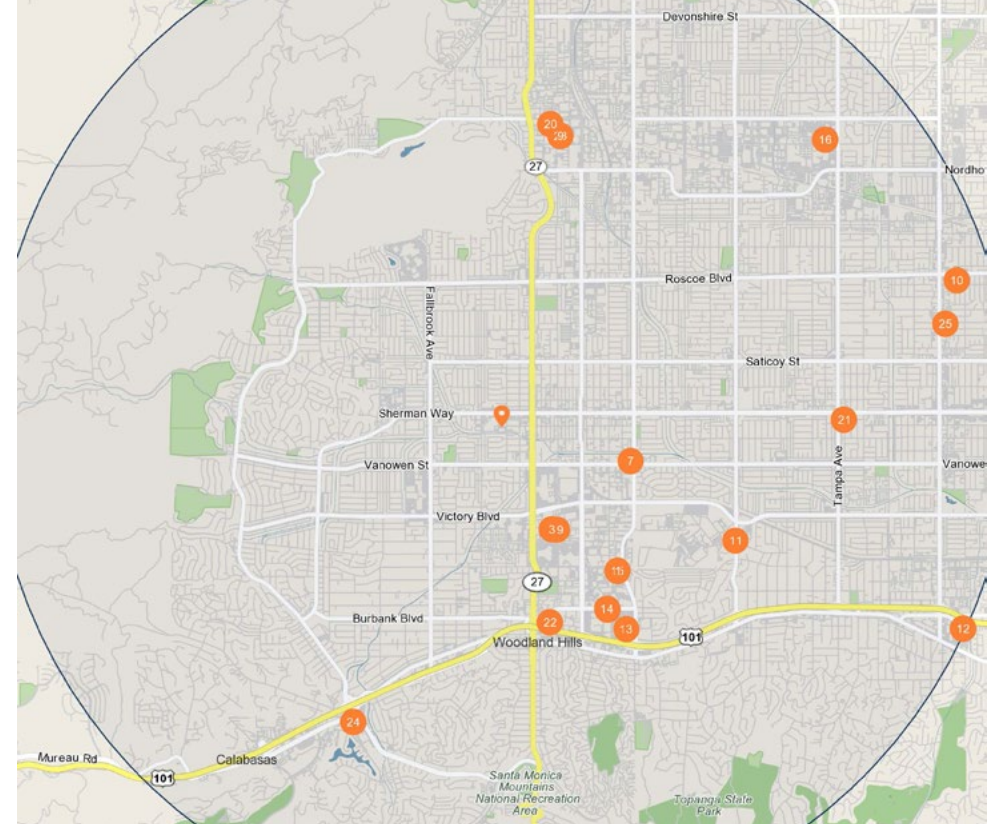 Devonshire St
20
28
16
27
Nordho
Roscoe Blvd
10
Fallbrook Ave
25
Saticoy St
Sherman Way
21
7
Vanowen St
Vanowe
Tampa Ave
Victory Blvd
39
11
27
14
Burbank Blvd
22
13
12
101
Woodland Hills
24
Mureau Rd
Calabasas
101
Santa Monica
Mountains
National Recreation
Area
Topanga State
Park